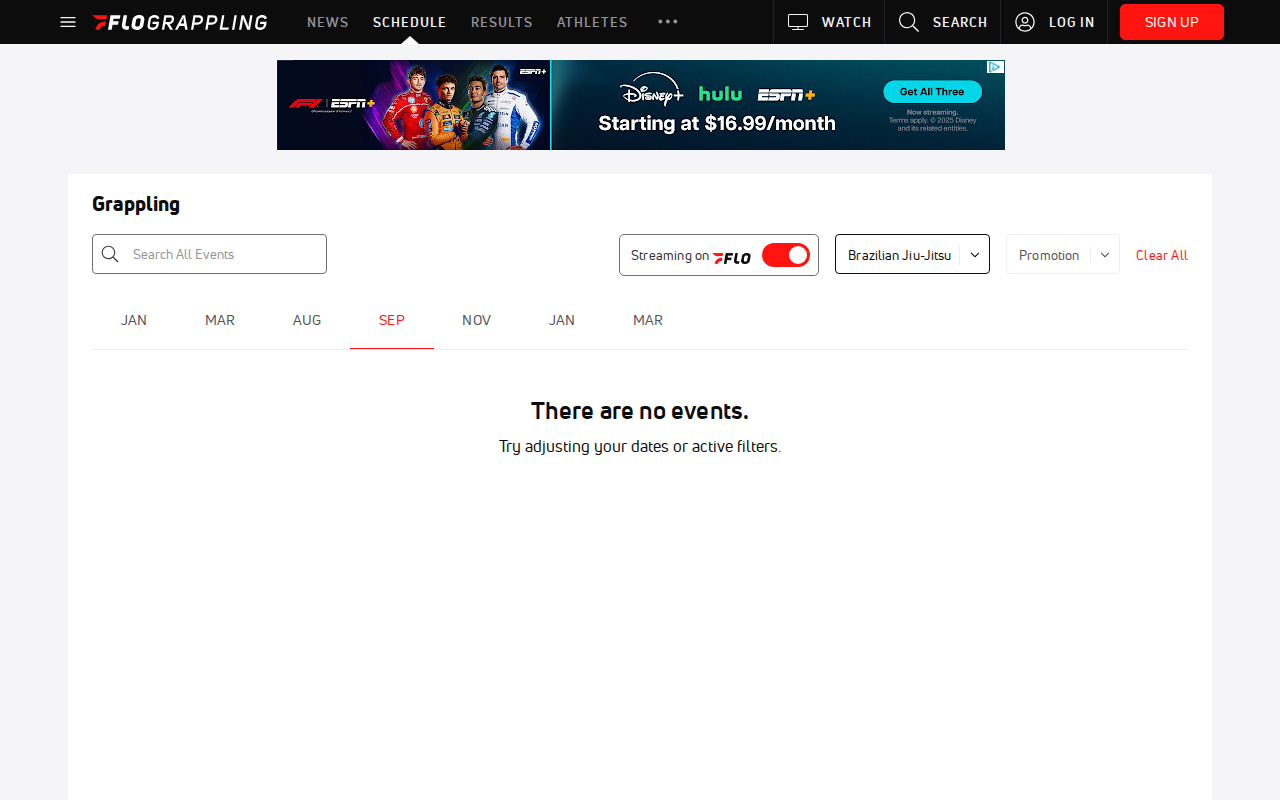 FLOGRAPPLING NEWS SCHEDULE RESULTS ATHLETES WATCH SEARCH LOG IN SIGN UP
F1 ESPN+ ESPN+
Disney+ hulu ESPN+
Starting at $16.99/month
Get All Three
Now streaming.
Terms apply. © 2025 Disney
and its related entities.
Grappling
Search All Events
Streaming on FLO
Brazilian Jiu-Jitsu
Promotion
Clear All
JAN MAR AUG SEP NOV JAN MAR
There are no events.
Try adjusting your dates or active filters.